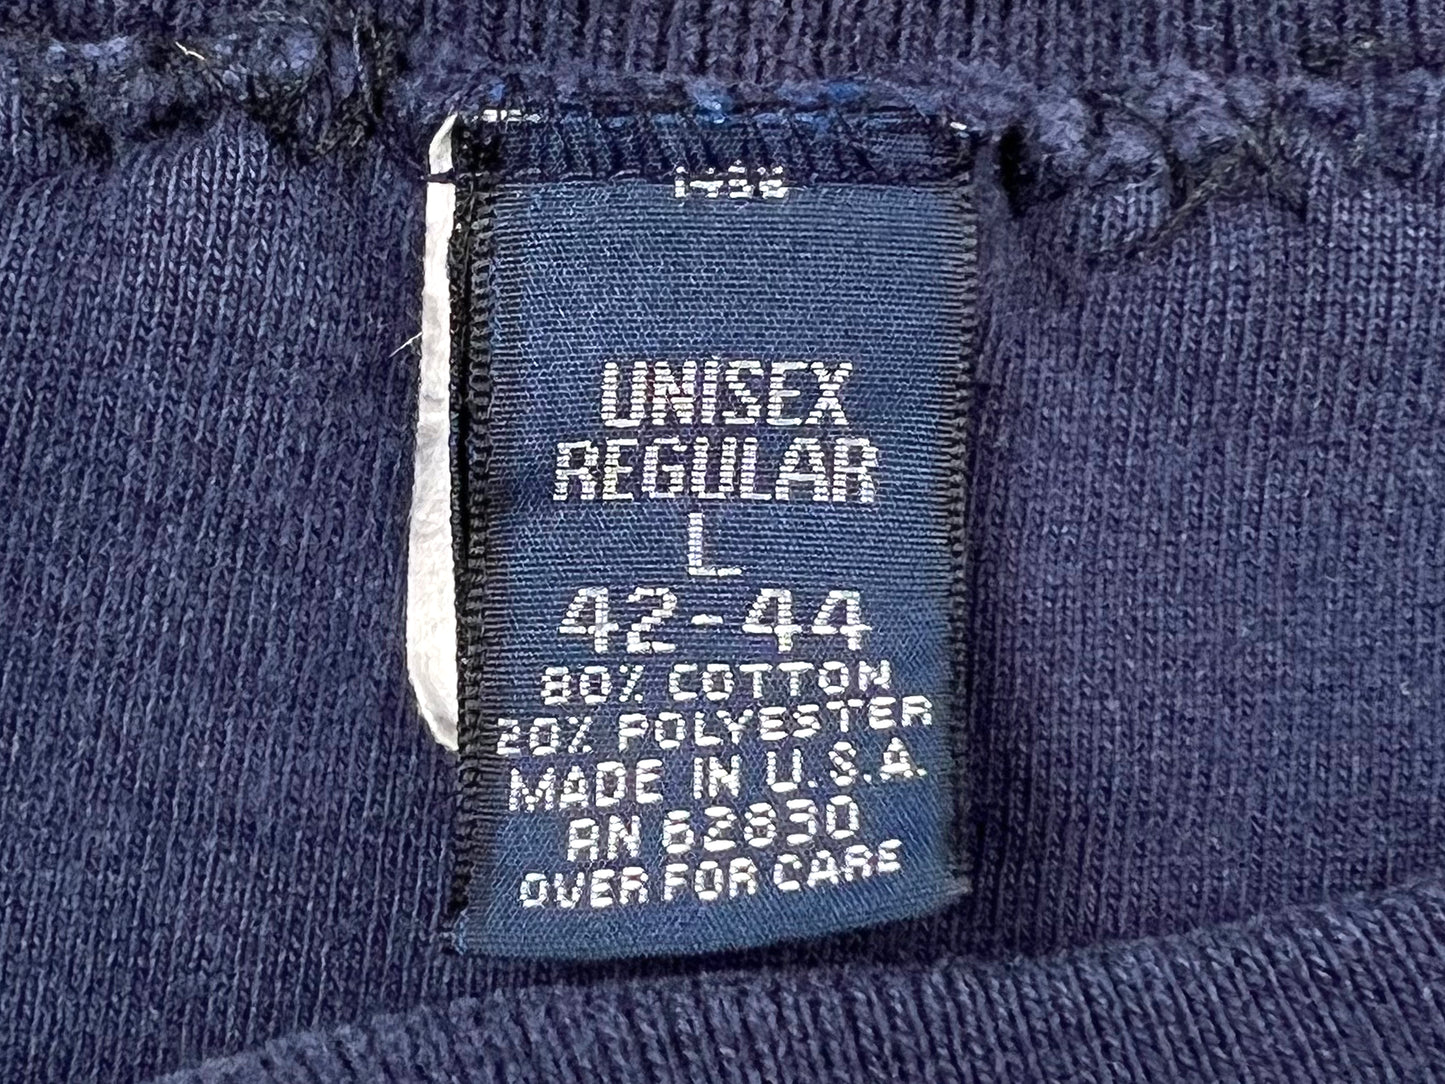 UNISEX
REGULAR
L
42-44
80% COTTON
20% POLYESTER
MADE IN U.S.A.
RN 62830
OVER FOR CARE